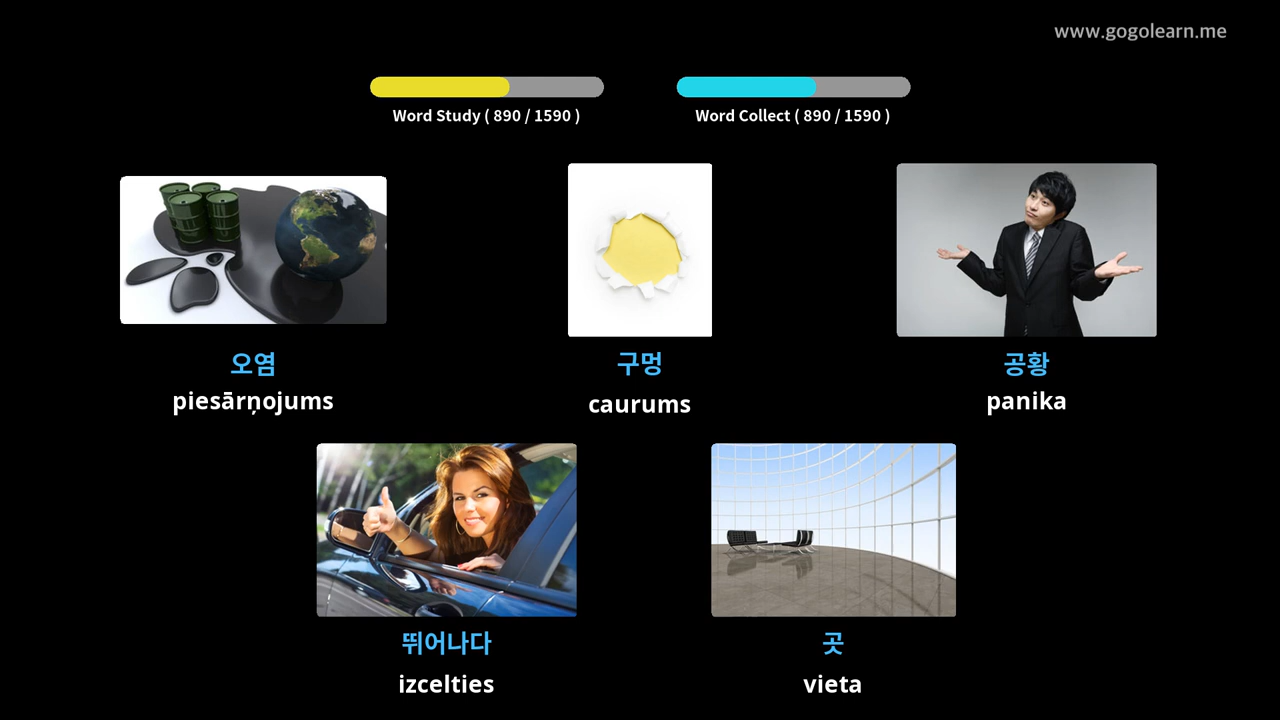 www.gogolearn.me
Word Study ( 890 / 1590 )
Word Collect ( 890 / 1590 )
오염
piesārņojums
구멍
caurums
공황
panika
뛰어나다
izcelties
곳
vieta